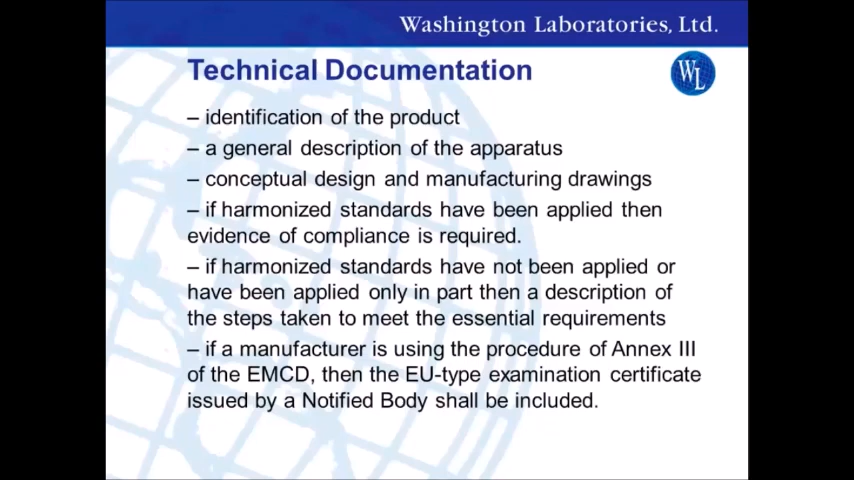 Washington Laboratories, Ltd.
Technical Documentation
WL
– identification of the product
– a general description of the apparatus
– conceptual design and manufacturing drawings
– if harmonized standards have been applied then
evidence of compliance is required.
– if harmonized standards have not been applied or
have been applied only in part then a description of
the steps taken to meet the essential requirements
– if a manufacturer is using the procedure of Annex III
of the EMCD, then the EU-type examination certificate
issued by a Notified Body shall be included.